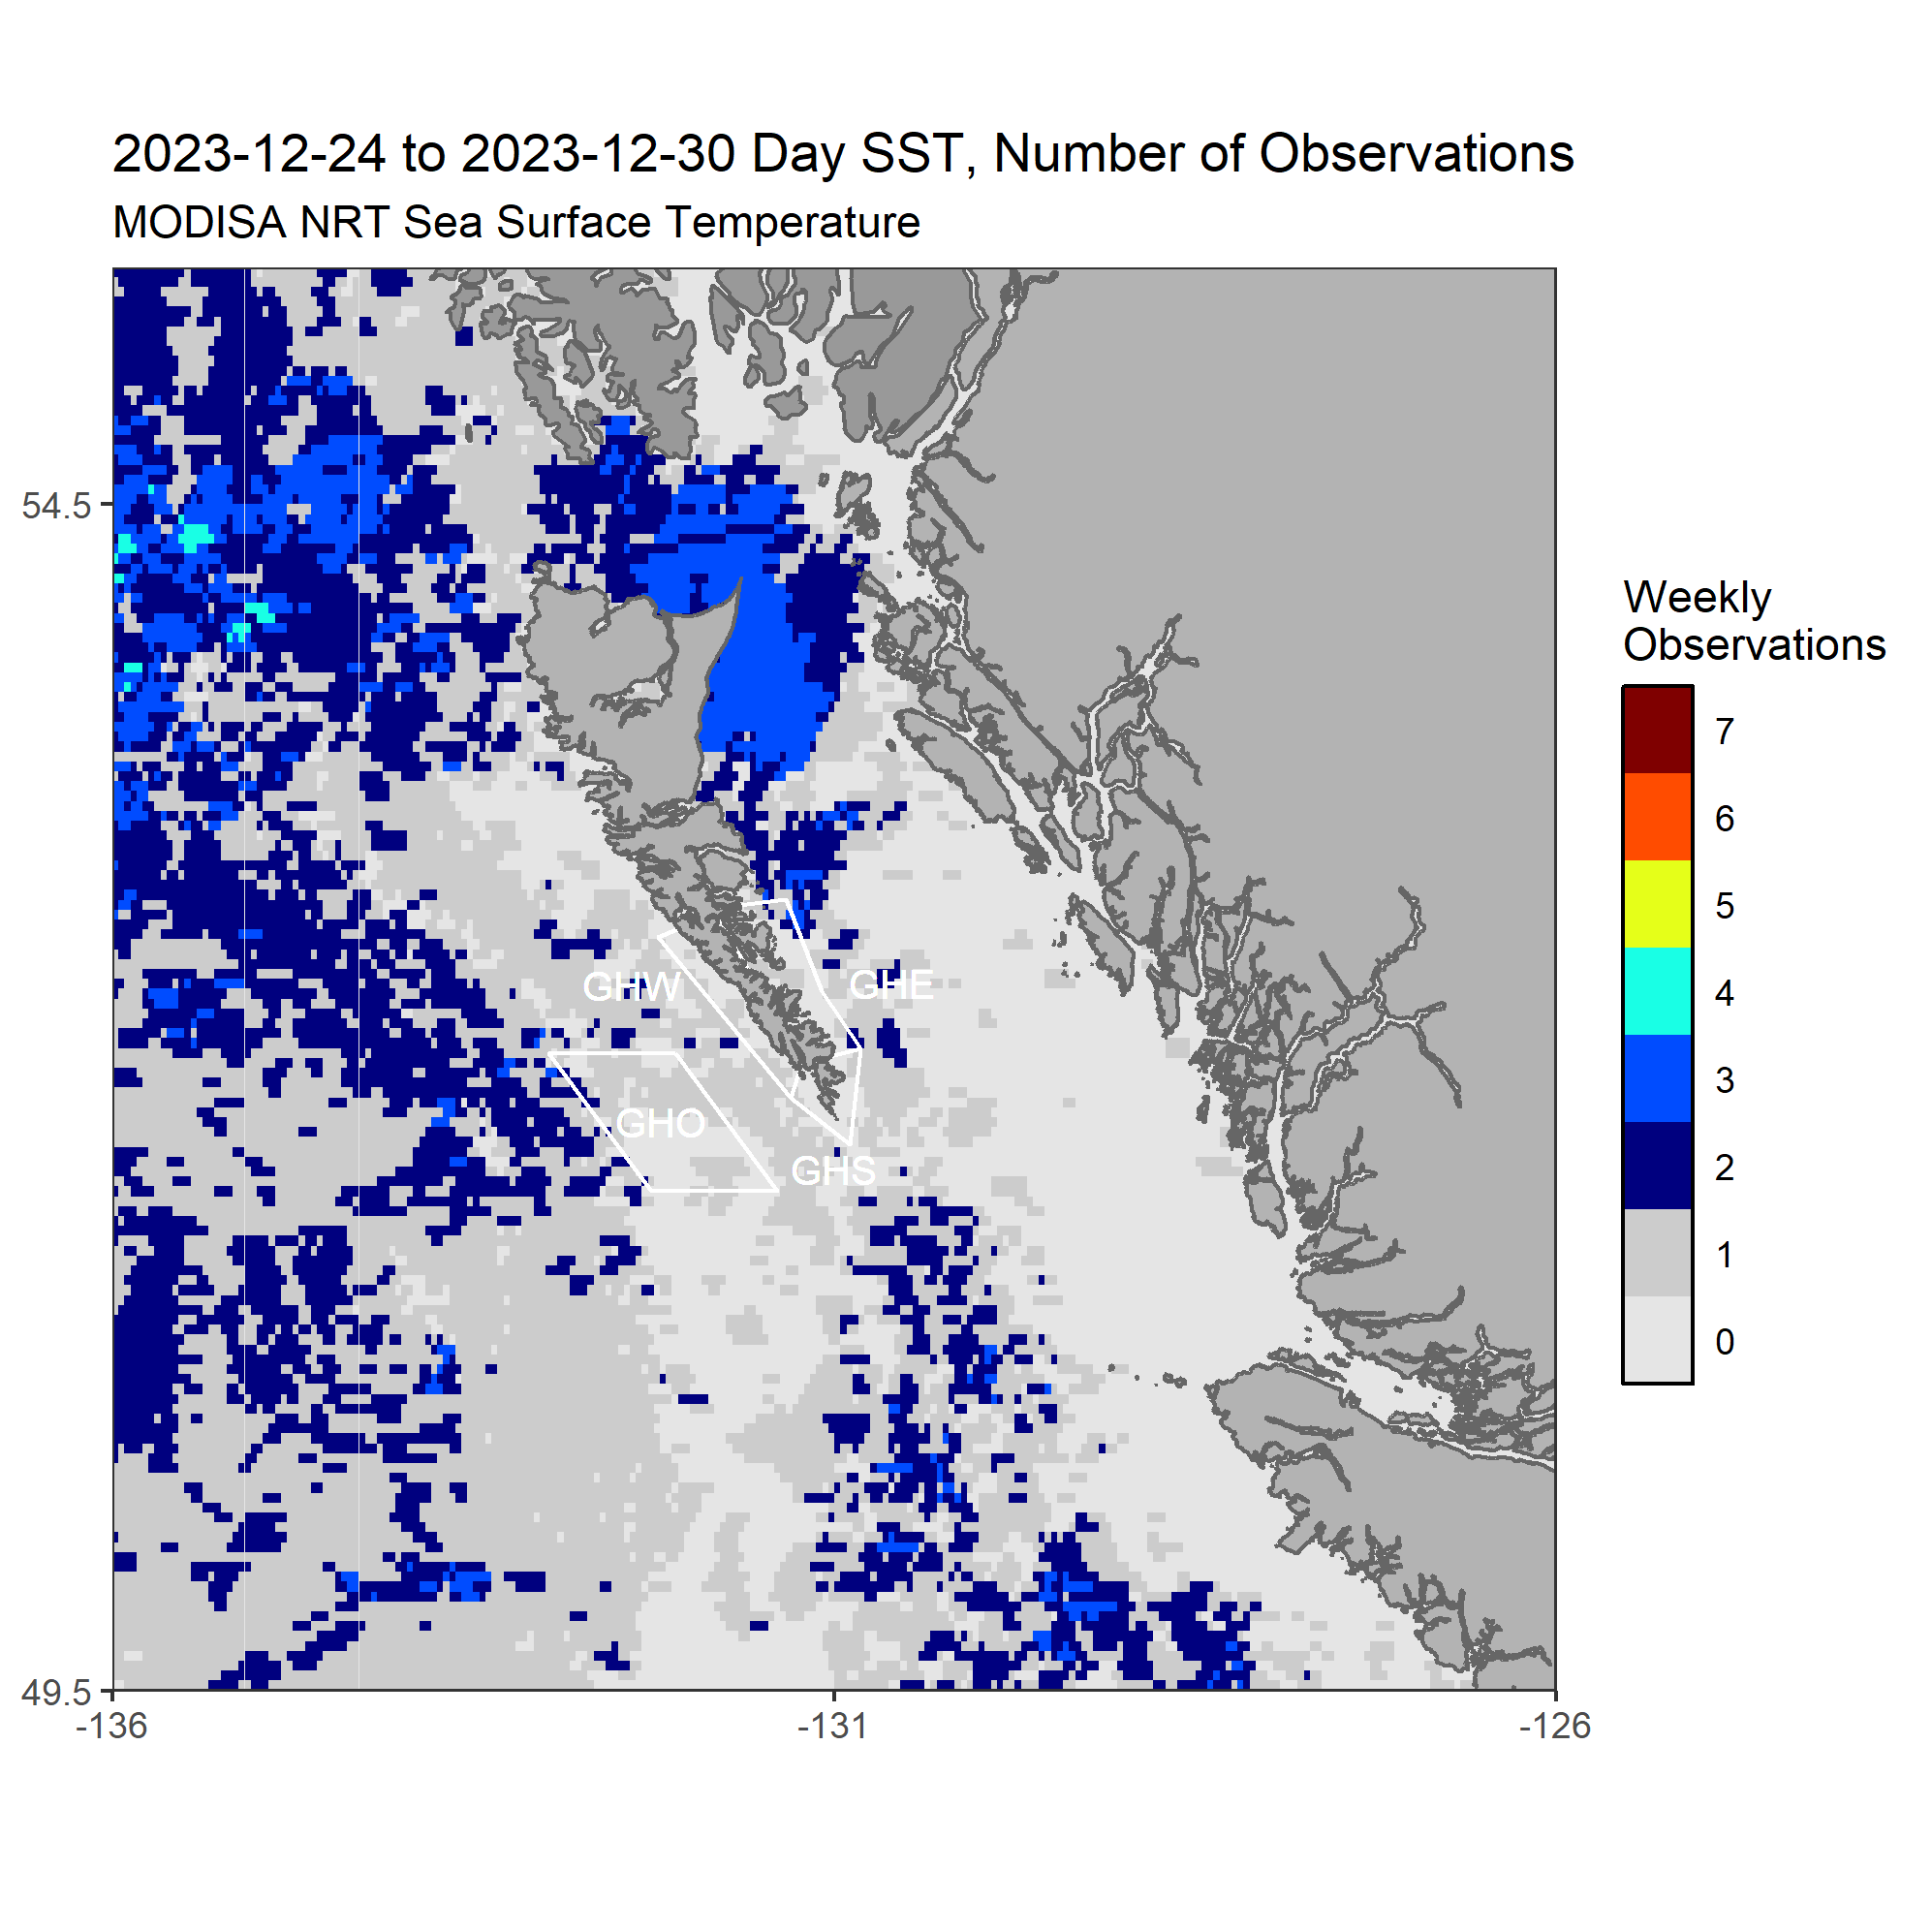 2023-12-24 to 2023-12-30 Day SST, Number of Observations
MODISA NRT Sea Surface Temperature
54.5
49.5
-136
-131
-126
GHW
GHE
GHO
GHS
Weekly
Observations
7
6
5
4
3
2
1
0